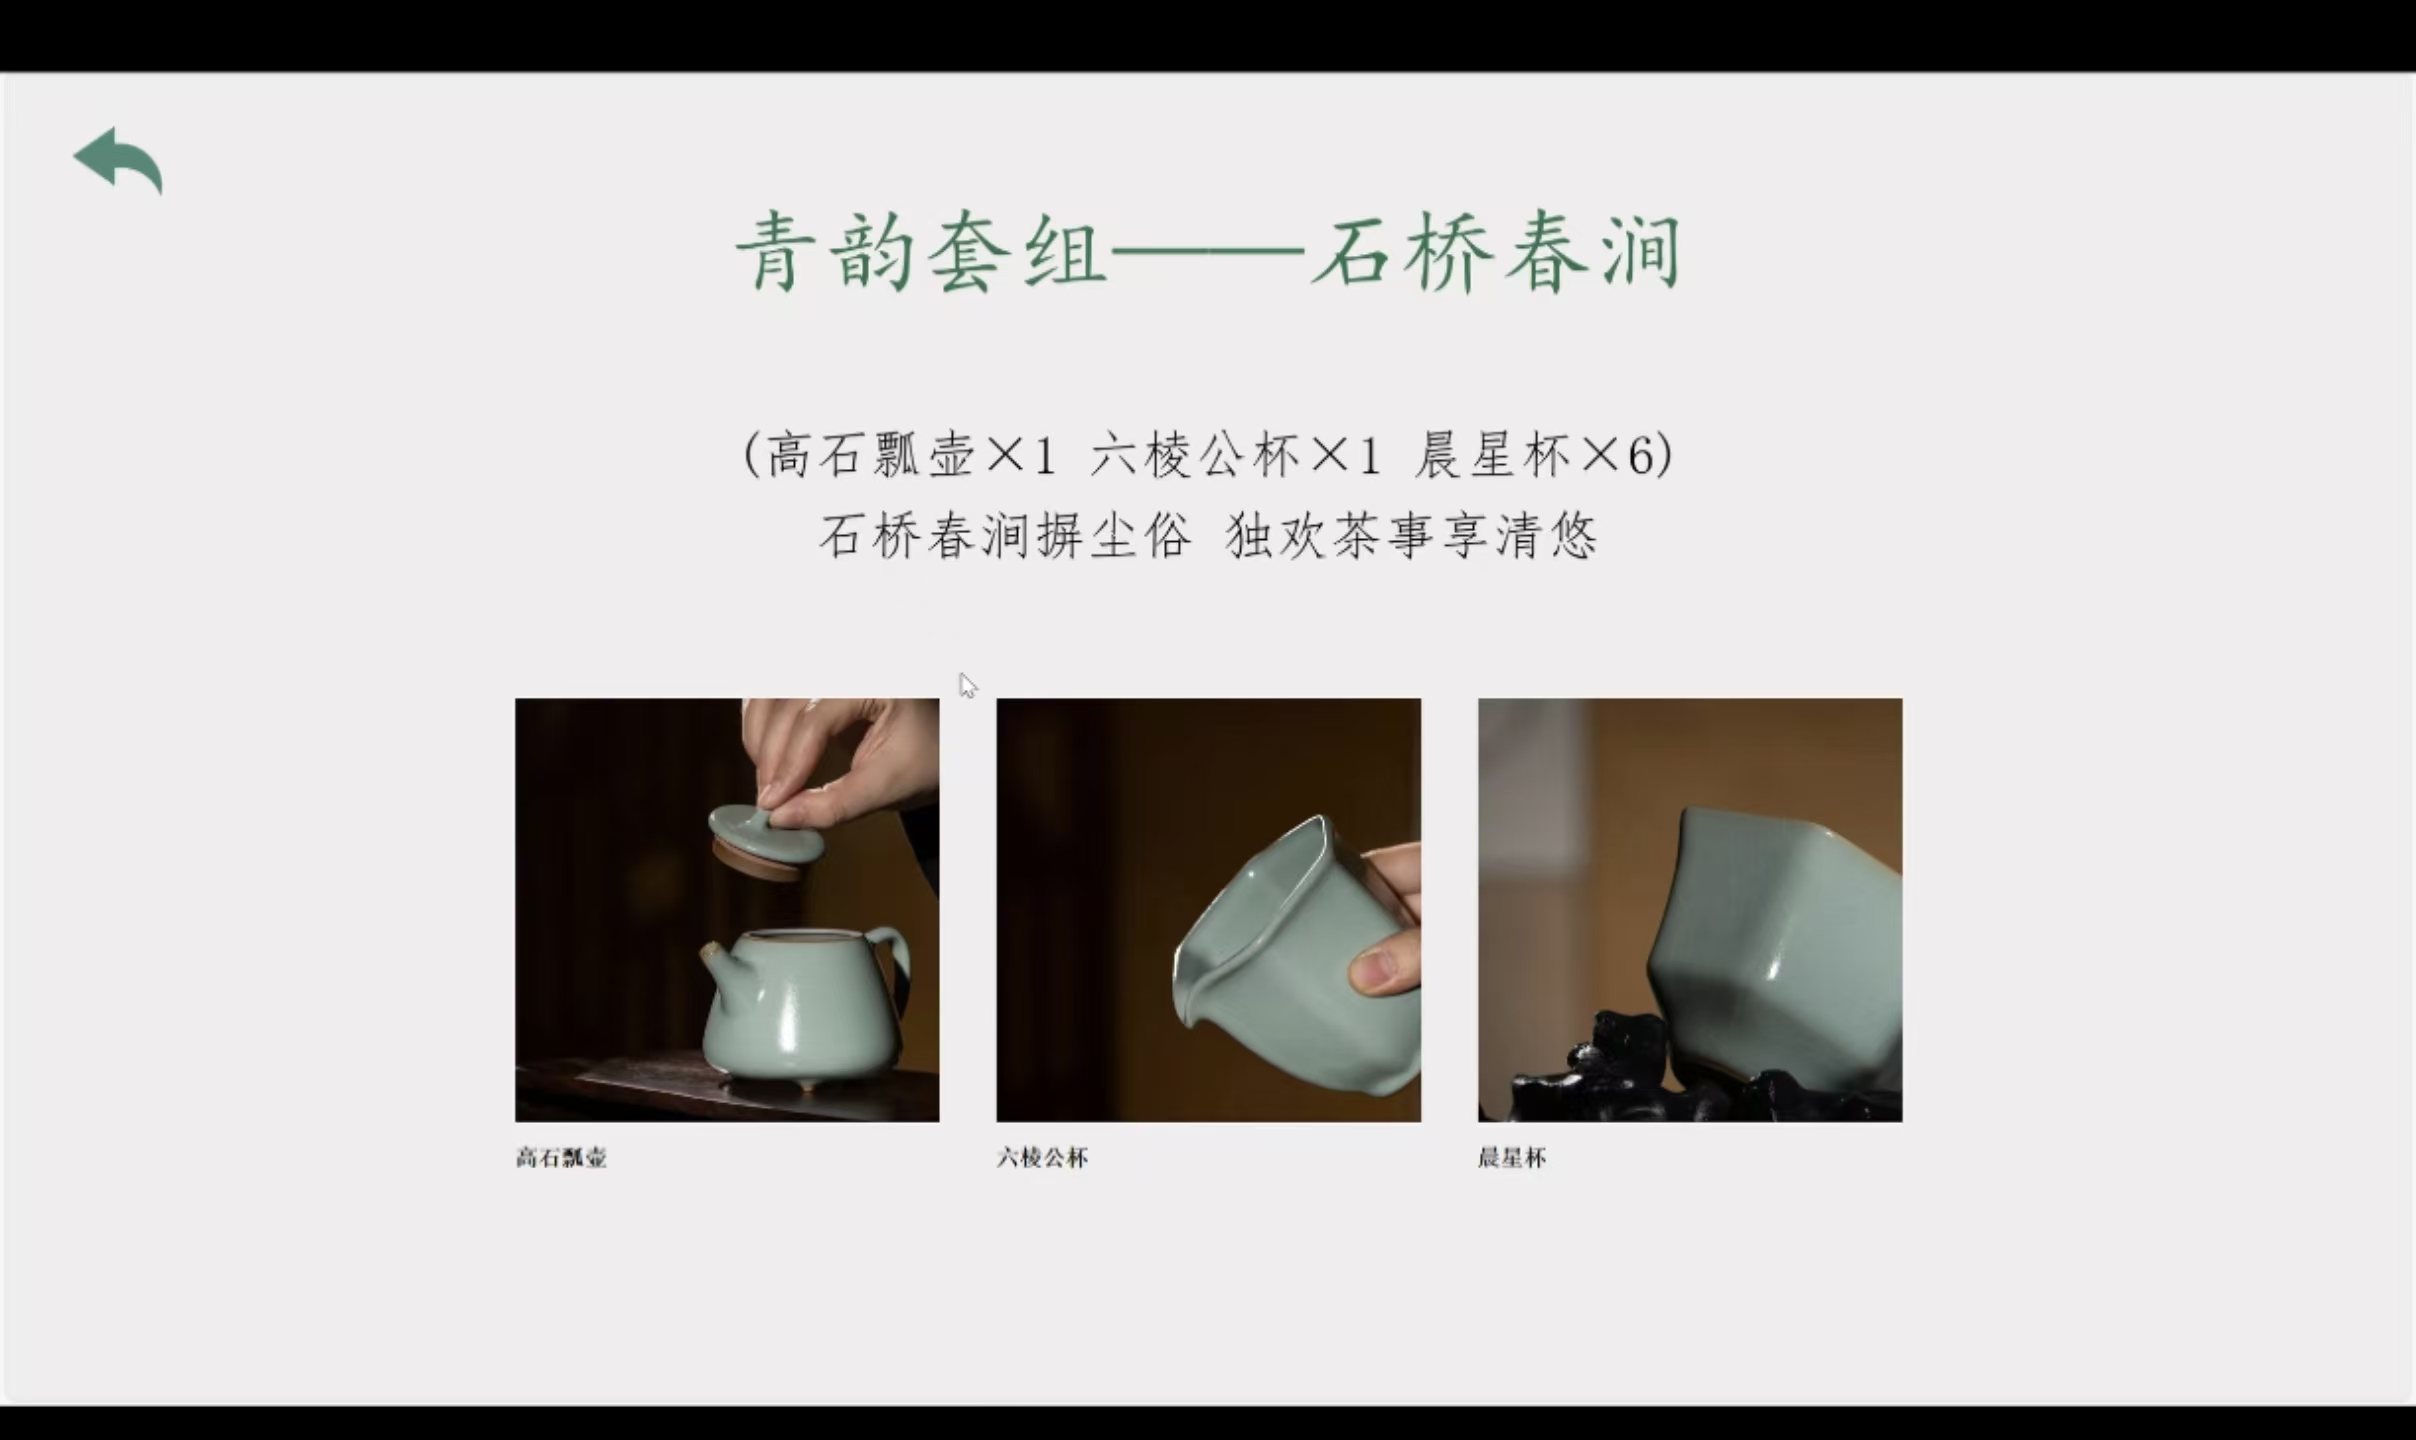 青韵套组——石桥春涧
(高石瓢壶×1 六棱公杯×1 晨星杯×6)
石桥春涧摒尘俗 独欢茶事享清悠
高石瓢壶
六棱公杯
晨星杯